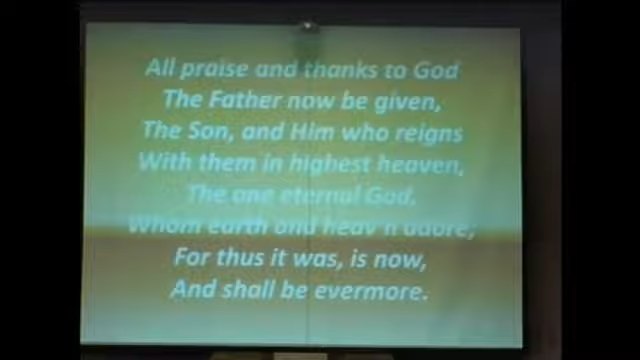 All praise and thanks to God
The Father now be given,
The Son, and Him who reigns
With them in highest heaven,
The one eternal God.
Whom earth and heav'n adore;
For thus it was, is now,
And shall be evermore.